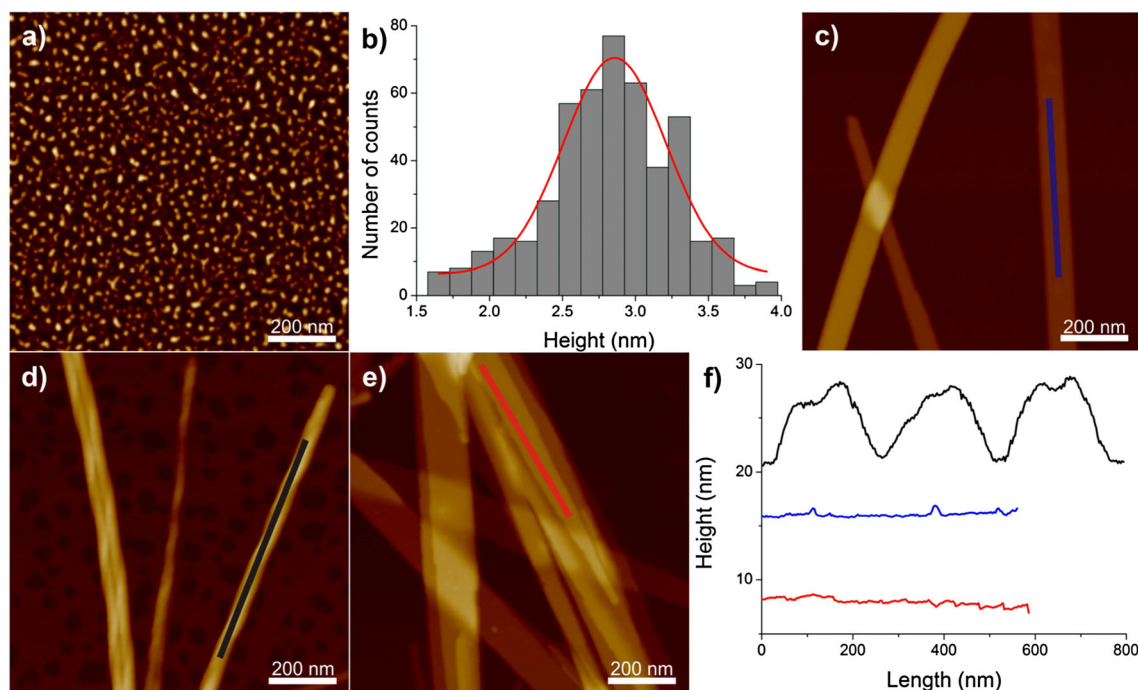 a)
200 nm
b)
Number of counts
80
60
40
20
0
1.5
2.0
2.5
3.0
3.5
4.0
Height (nm)
c)
200 nm
d)
200 nm
e)
200 nm
f)
Height (nm)
30
20
10
0
200
400
600
800
Length (nm)